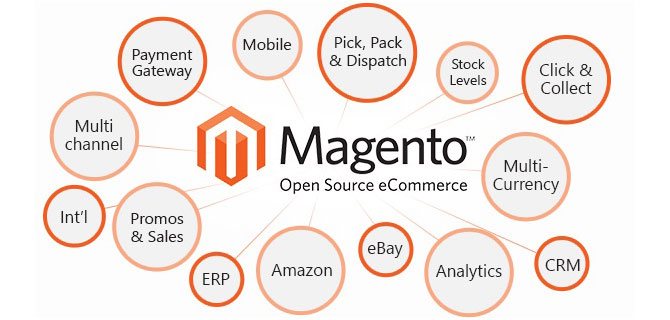 Payment
Gateway
Mobile
Pick, Pack
& Dispatch
Stock
Levels
Click &
Collect
Multi
channel
Magento™
Open Source eCommerce
Multi-
Currency
Int'l
Promos
& Sales
ERP
Amazon
eBay
Analytics
CRM